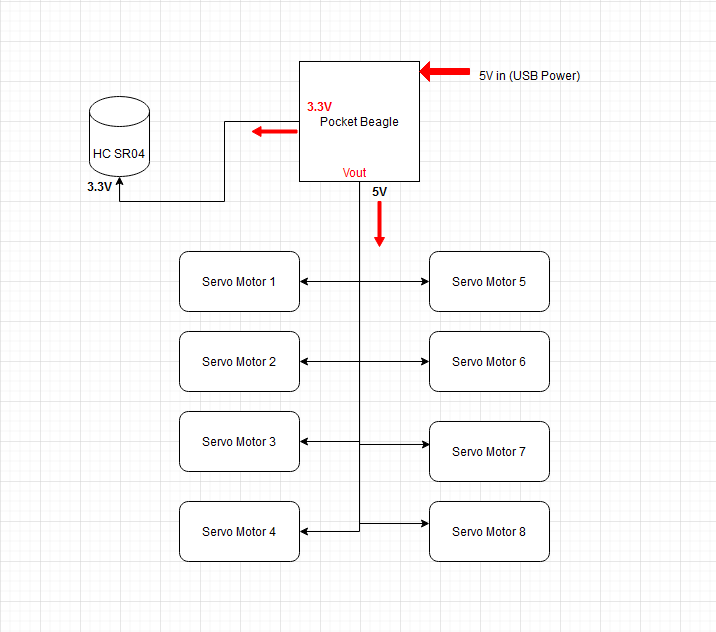 5V in (USB Power)
3.3V
Pocket Beagle
HC SR04
Vout
3.3V
5V
Servo Motor 1
Servo Motor 5
Servo Motor 2
Servo Motor 6
Servo Motor 3
Servo Motor 7
Servo Motor 4
Servo Motor 8